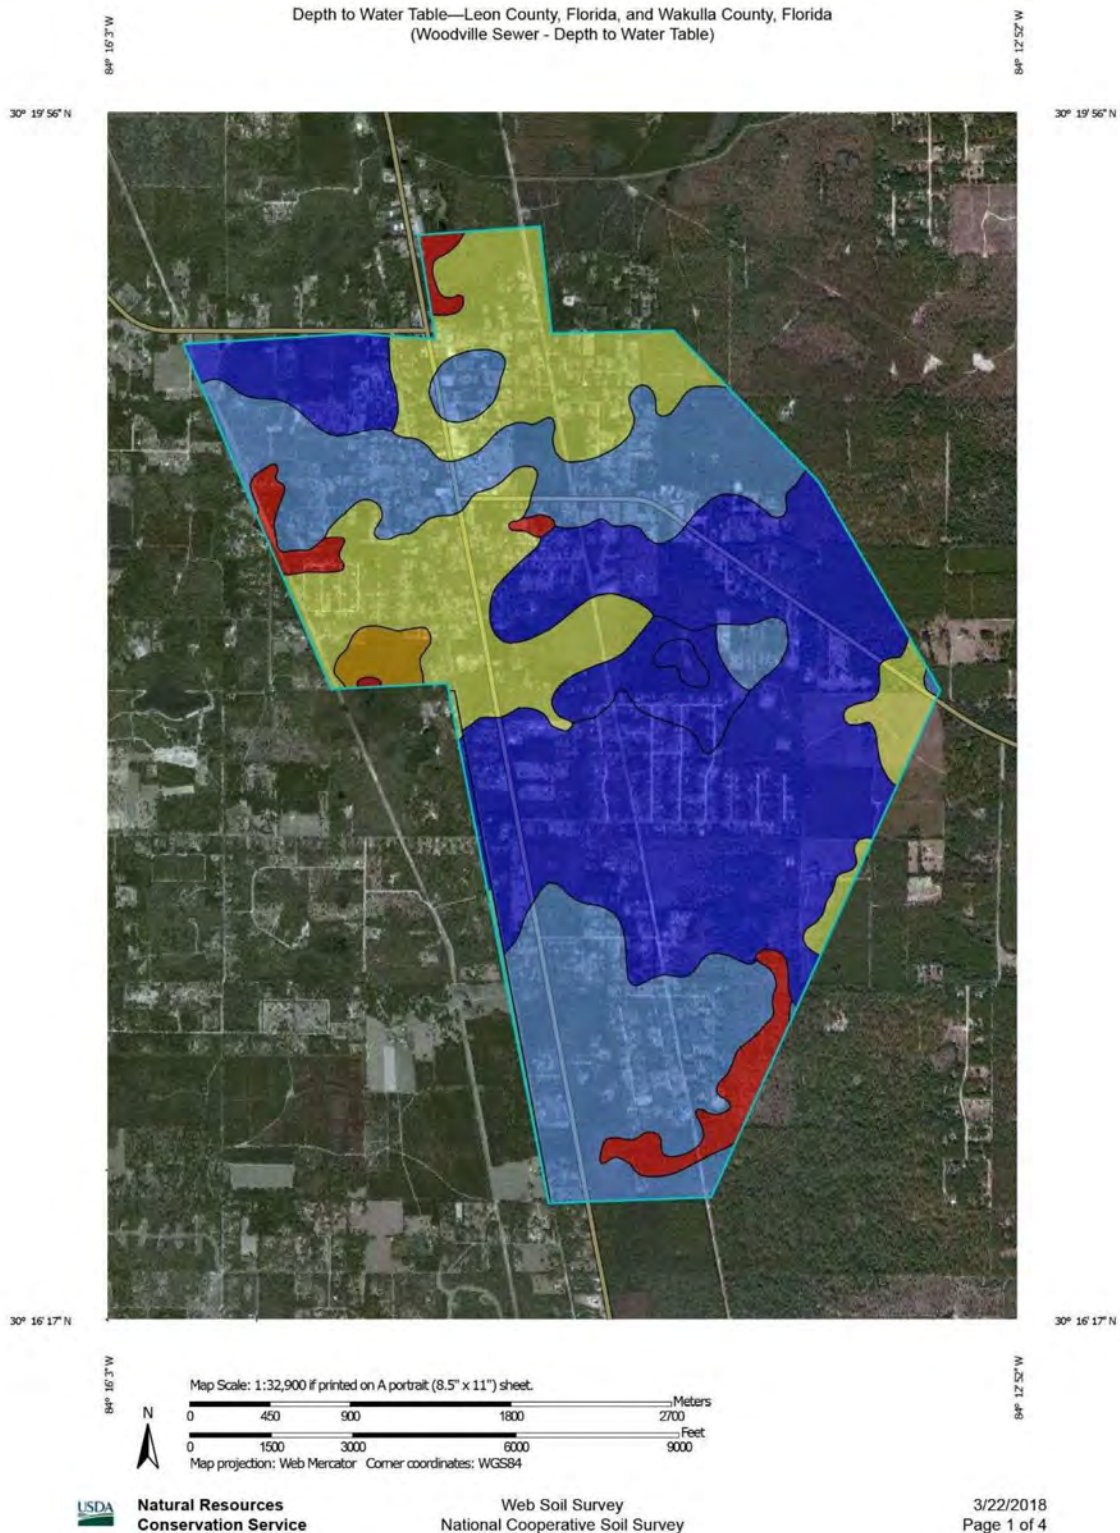 Depth to Water Table—Leon County, Florida, and Wakulla County, Florida
(Woodville Sewer - Depth to Water Table)
84° 16' 3" W
84° 12' 52" W
30° 19' 56" N
30° 19' 56" N
30° 16' 17" N
30° 16' 17" N
84° 16' 3" W
84° 12' 52" W
Map Scale: 1:32,900 if printed on A portrait (8.5" x 11") sheet.
Meters
0 450 900 1800 2700
Feet
0 1500 3000 6000 9000
Map projection: Web Mercator Corner coordinates: WGS84
N
USDA
Natural Resources
Conservation Service
Web Soil Survey
National Cooperative Soil Survey
3/22/2018
Page 1 of 4